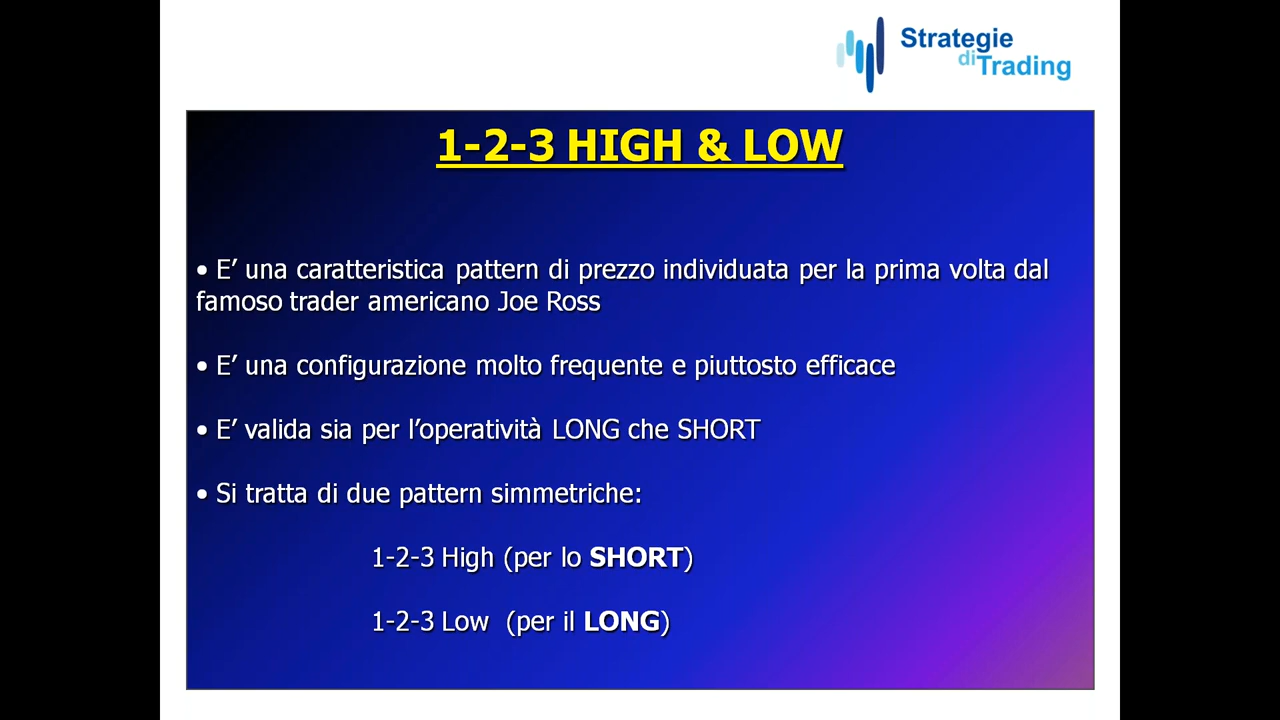 Strategie
di Trading
1-2-3 HIGH & LOW
• E’ una caratteristica pattern di prezzo individuata per la prima volta dal
famoso trader americano Joe Ross
• E’ una configurazione molto frequente e piuttosto efficace
• E’ valida sia per l’operatività LONG che SHORT
• Si tratta di due pattern simmetriche:
1-2-3 High (per lo SHORT)
1-2-3 Low (per il LONG)